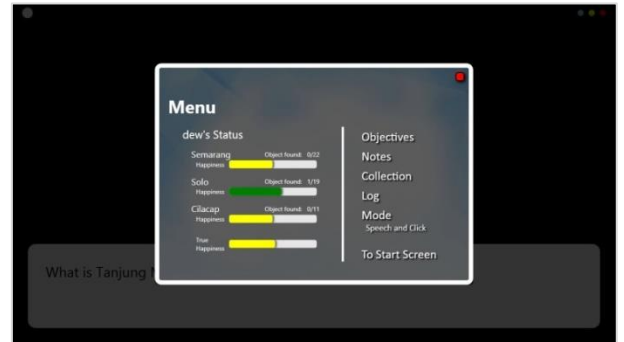 Menu
dew's Status
Semarang Object found: 0/22
Happiness
Solo Object found: 1/19
Happiness
Cilacap Object found: 0/11
Happiness
True
Happiness
Objectives
Notes
Collection
Log
Mode
Speech and Click
To Start Screen
What is Tanjung